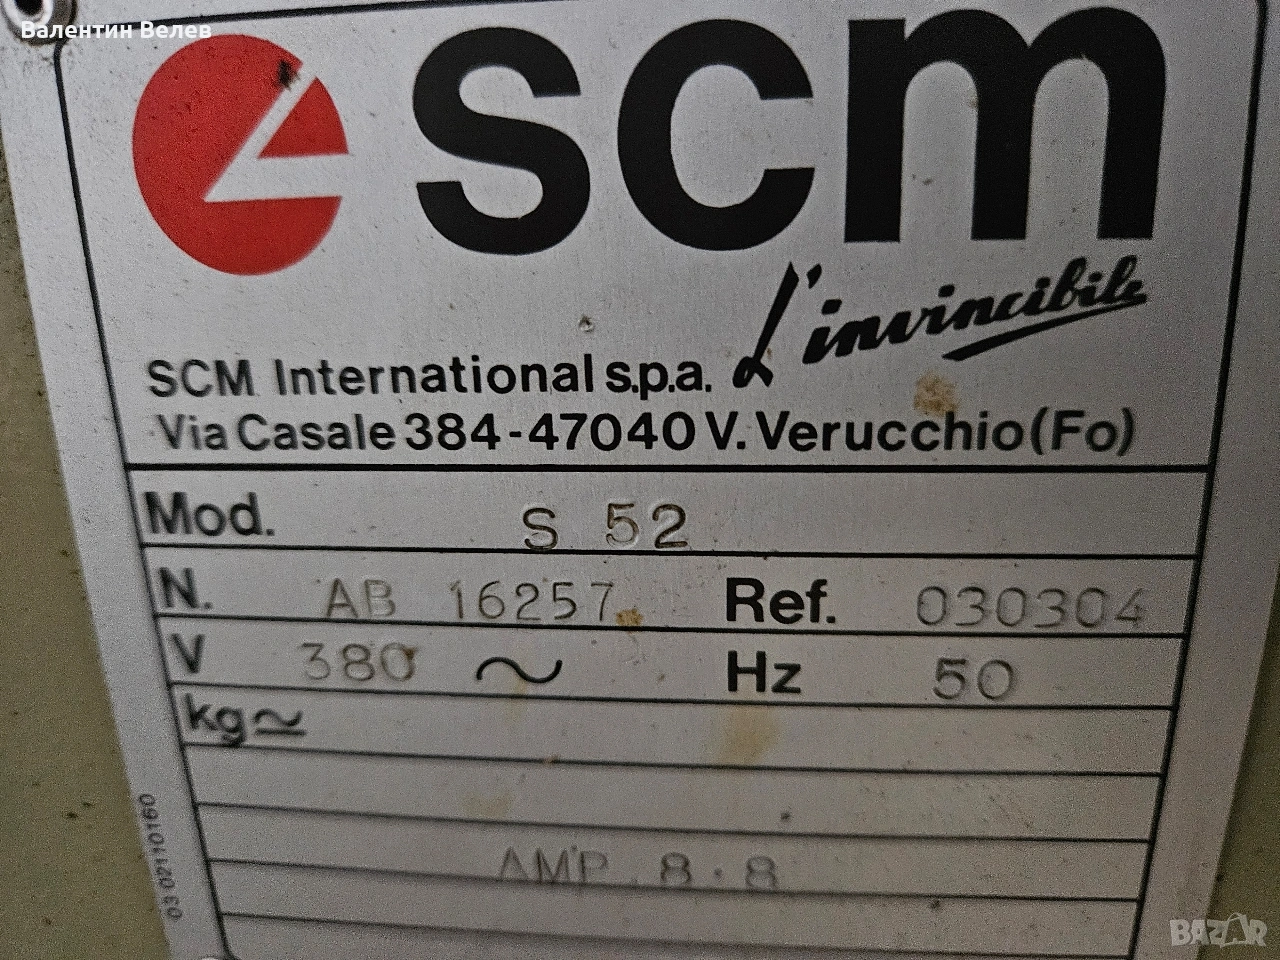 Валентин Велев
scm
L'invincibile
SCM International s.p.a.
Via Casale 384-47040 V. Verucchio (Fo)
Mod. S 52
N. AB 16257 Ref. 030304
V 380 ~ Hz 50
kg ≃
AMP. 8.8
03 02110160
BAZAR